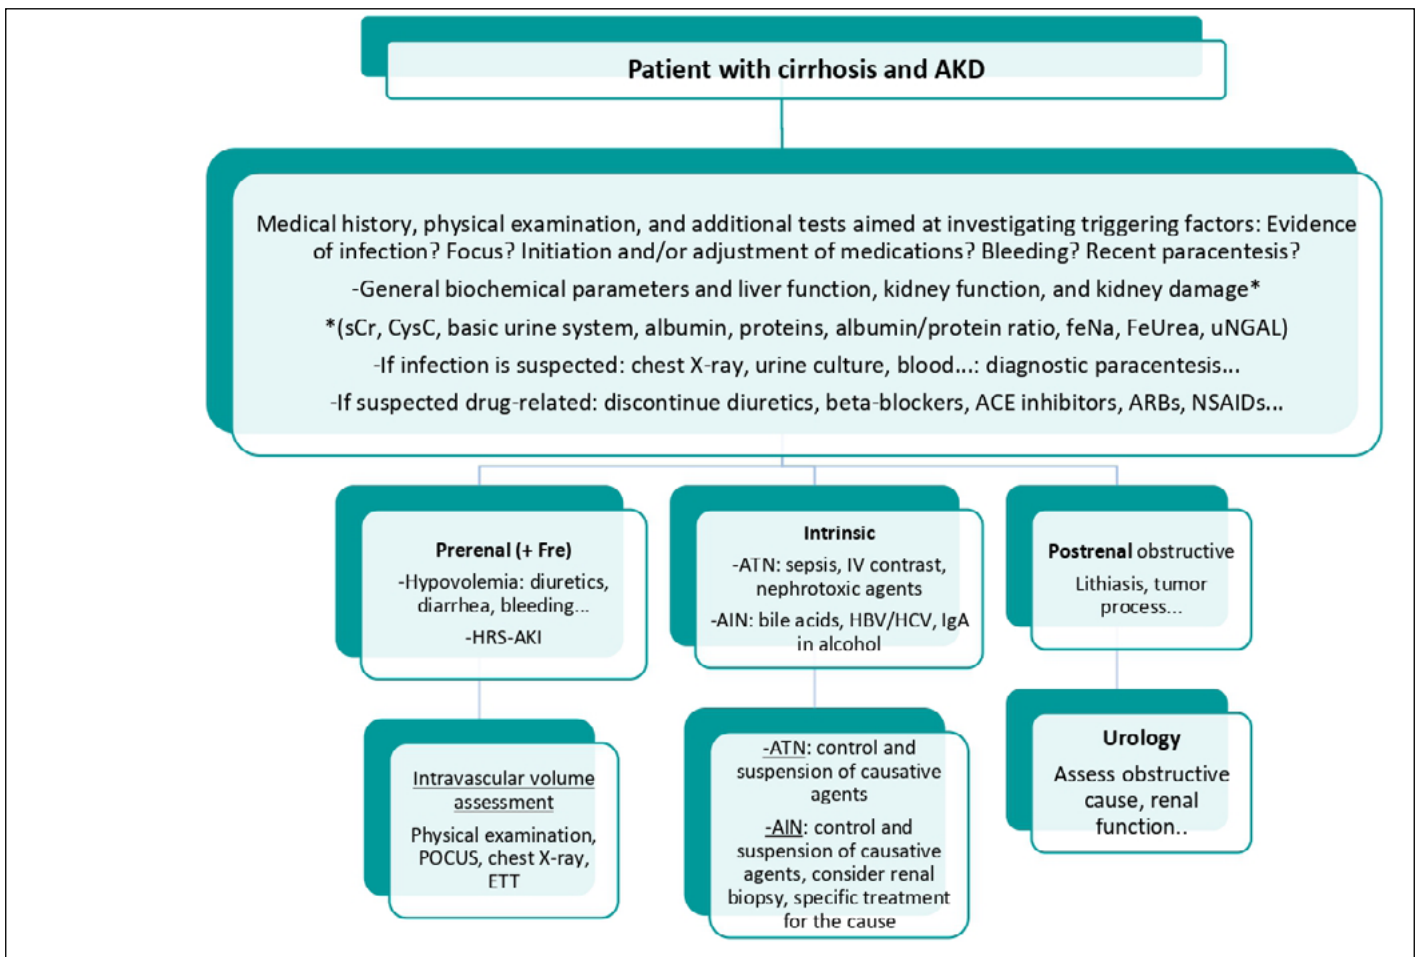 Patient with cirrhosis and AKD
Medical history, physical examination, and additional tests aimed at investigating triggering factors: Evidence
of infection? Focus? Initiation and/or adjustment of medications? Bleeding? Recent paracentesis?
-General biochemical parameters and liver function, kidney function, and kidney damage*
*(sCr, CysC, basic urine system, albumin, proteins, albumin/protein ratio, feNa, FeUrea, uNGAL)
-If infection is suspected: chest X-ray, urine culture, blood...: diagnostic paracentesis...
-If suspected drug-related: discontinue diuretics, beta-blockers, ACE inhibitors, ARBs, NSAIDs...
Prerenal (+ Fre)
-Hypovolemia: diuretics,
diarrhea, bleeding...
-HRS-AKI
Intrinsic
-ATN: sepsis, IV contrast,
nephrotoxic agents
-AIN: bile acids, HBV/HCV, IgA
in alcohol
Postrenal obstructive
Lithiasis, tumor
process...
Intravascular volume
assessment
Physical examination,
POCUS, chest X-ray,
ETT
-ATN: control and
suspension of causative
agents
-AIN: control and
suspension of causative
agents, consider renal
biopsy, specific treatment
for the cause
Urology
Assess obstructive
cause, renal
function..